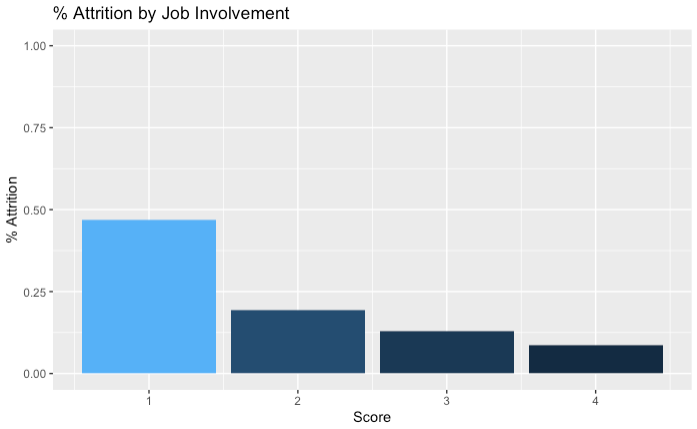 % Attrition by Job Involvement
1.00
0.75
0.50
0.25
0.00
% Attrition
1 2 3 4
Score